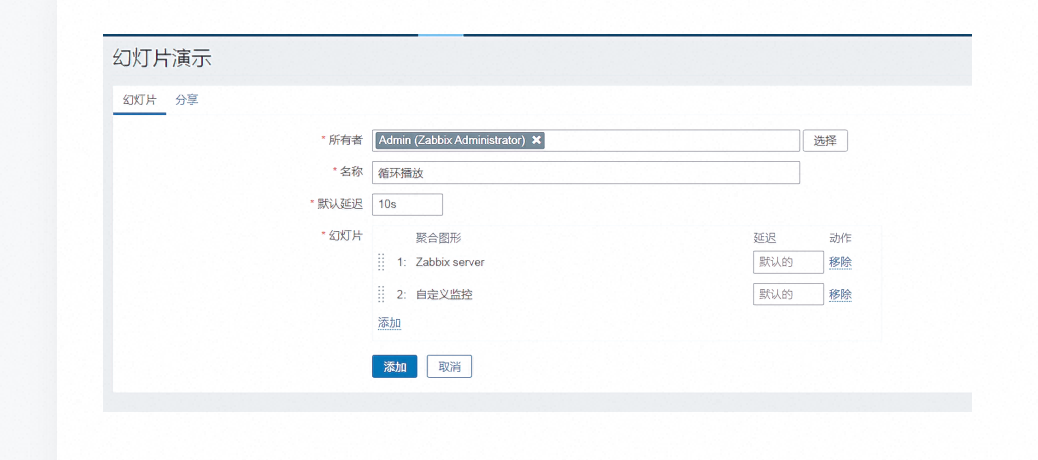 幻灯片演示
幻灯片 分享
* 所有者 Admin (Zabbix Administrator) ✖ 选择
* 名称 循环播放
* 默认延迟 10s
* 幻灯片 聚合图形 延迟 动作
1: Zabbix server 默认的 移除
2: 自定义监控 默认的 移除
添加
添加 取消